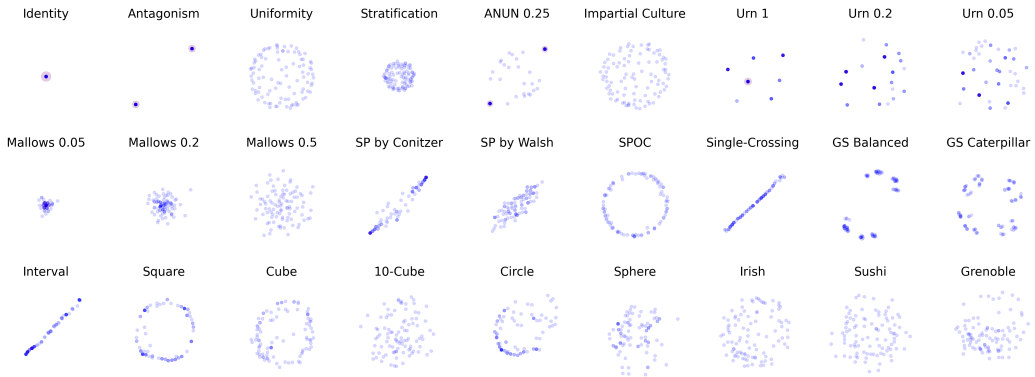 Identity Antagonism Uniformity Stratification ANUN 0.25 Impartial Culture Urn 1 Urn 0.2 Urn 0.05
Mallows 0.05 Mallows 0.2 Mallows 0.5 SP by Conitzer SP by Walsh SPOC Single-Crossing GS Balanced GS Caterpillar
Interval Square Cube 10-Cube Circle Sphere Irish Sushi Grenoble